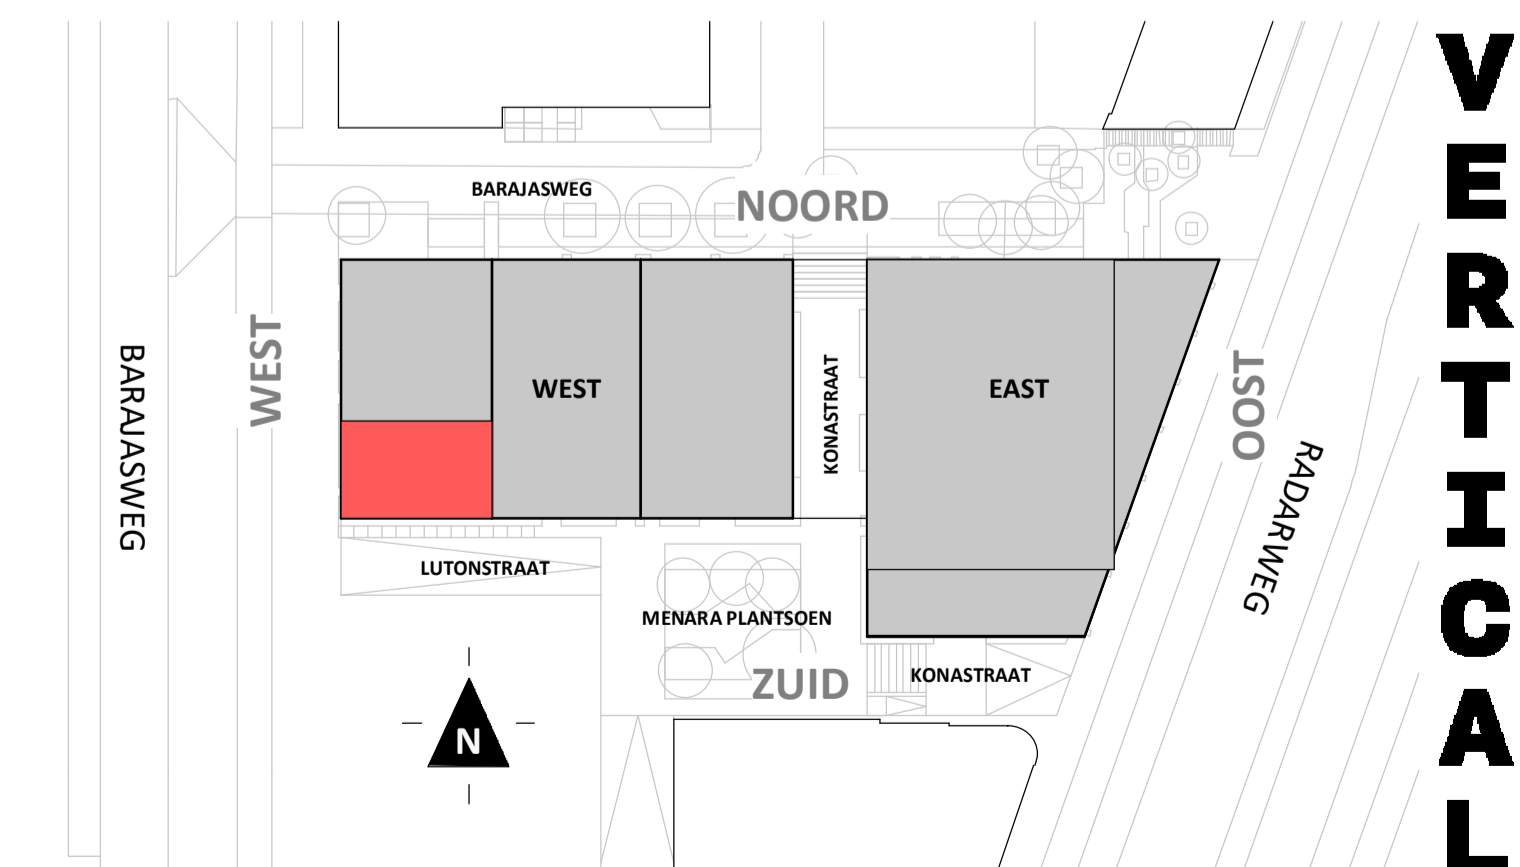 BARAJASWEG
NOORD
WEST
BARAJASWEG
WEST
KONASTRAAT
EAST
OOST
RADARWEG
LUTONSTRAAT
MENARA PLANTSOEN
ZUID
KONASTRAAT
N
VERTICAL